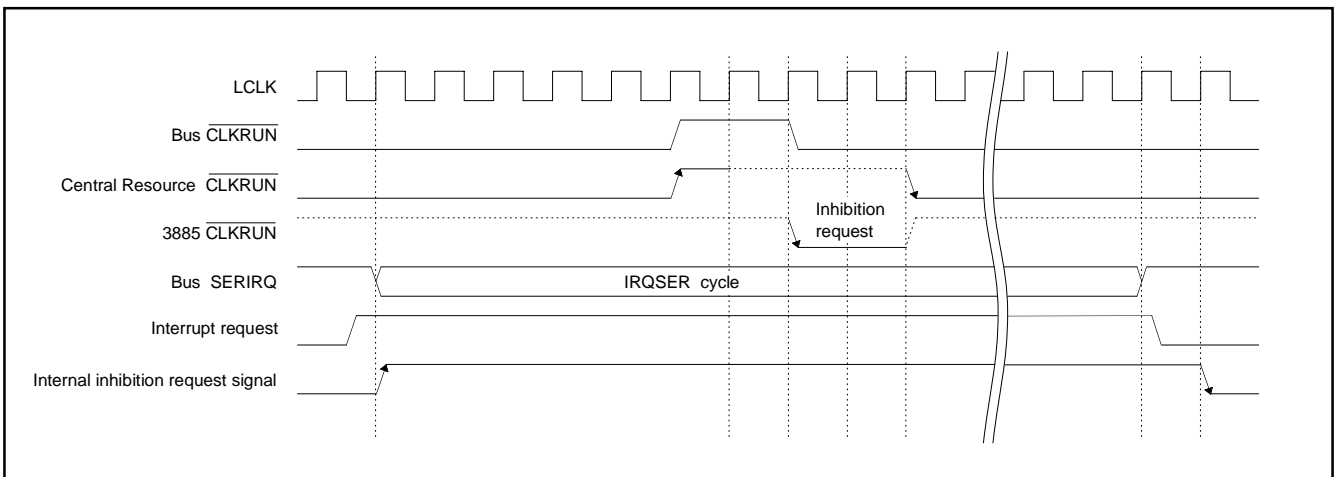 LCLK
Bus CLKRUN
Central Resource CLKRUN
Inhibition
request
3885 CLKRUN
Bus SERIRQ
IRQSER cycle
Interrupt request
Internal inhibition request signal